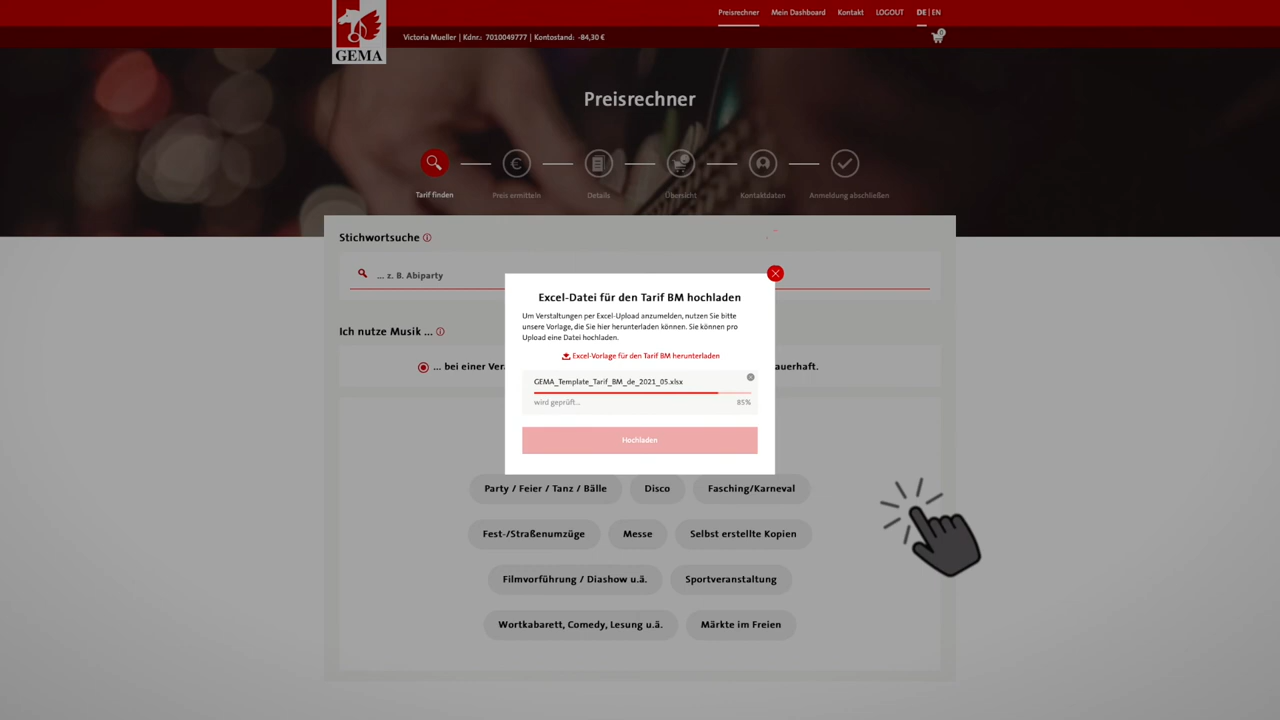 Preisrechner Mein Dashboard Kontakt LOGOUT DE | EN
Victoria Mueller | Kdnr.: 7010049777 | Kontostand: -84,30 €
0
GEMA
Preisrechner
Tarif finden Preis ermitteln Details Übersicht Kontaktdaten Anmeldung abschließen
Stichwortsuche
... z. B. Abiparty
Excel-Datei für den Tarif BM hochladen
Um Verstaltungen per Excel-Upload anzumelden, nutzen Sie bitte
unsere Vorlage, die Sie hier herunterladen können. Sie können pro
Upload eine Datei hochladen.
Excel-Vorlage für den Tarif BM herunterladen
GEMA_Template_Tarif_BM_de_2021_05.xlsx
wird geprüft... 85%
Hochladen
Ich nutze Musik ...
... bei einer Vera
auerhaft.
Party / Feier / Tanz / Bälle Disco Fasching/Karneval
Fest-/Straßenumzüge Messe Selbst erstellte Kopien
Filmvorführung / Diashow u.ä. Sportveranstaltung
Wortkabarett, Comedy, Lesung u.ä. Märkte im Freien